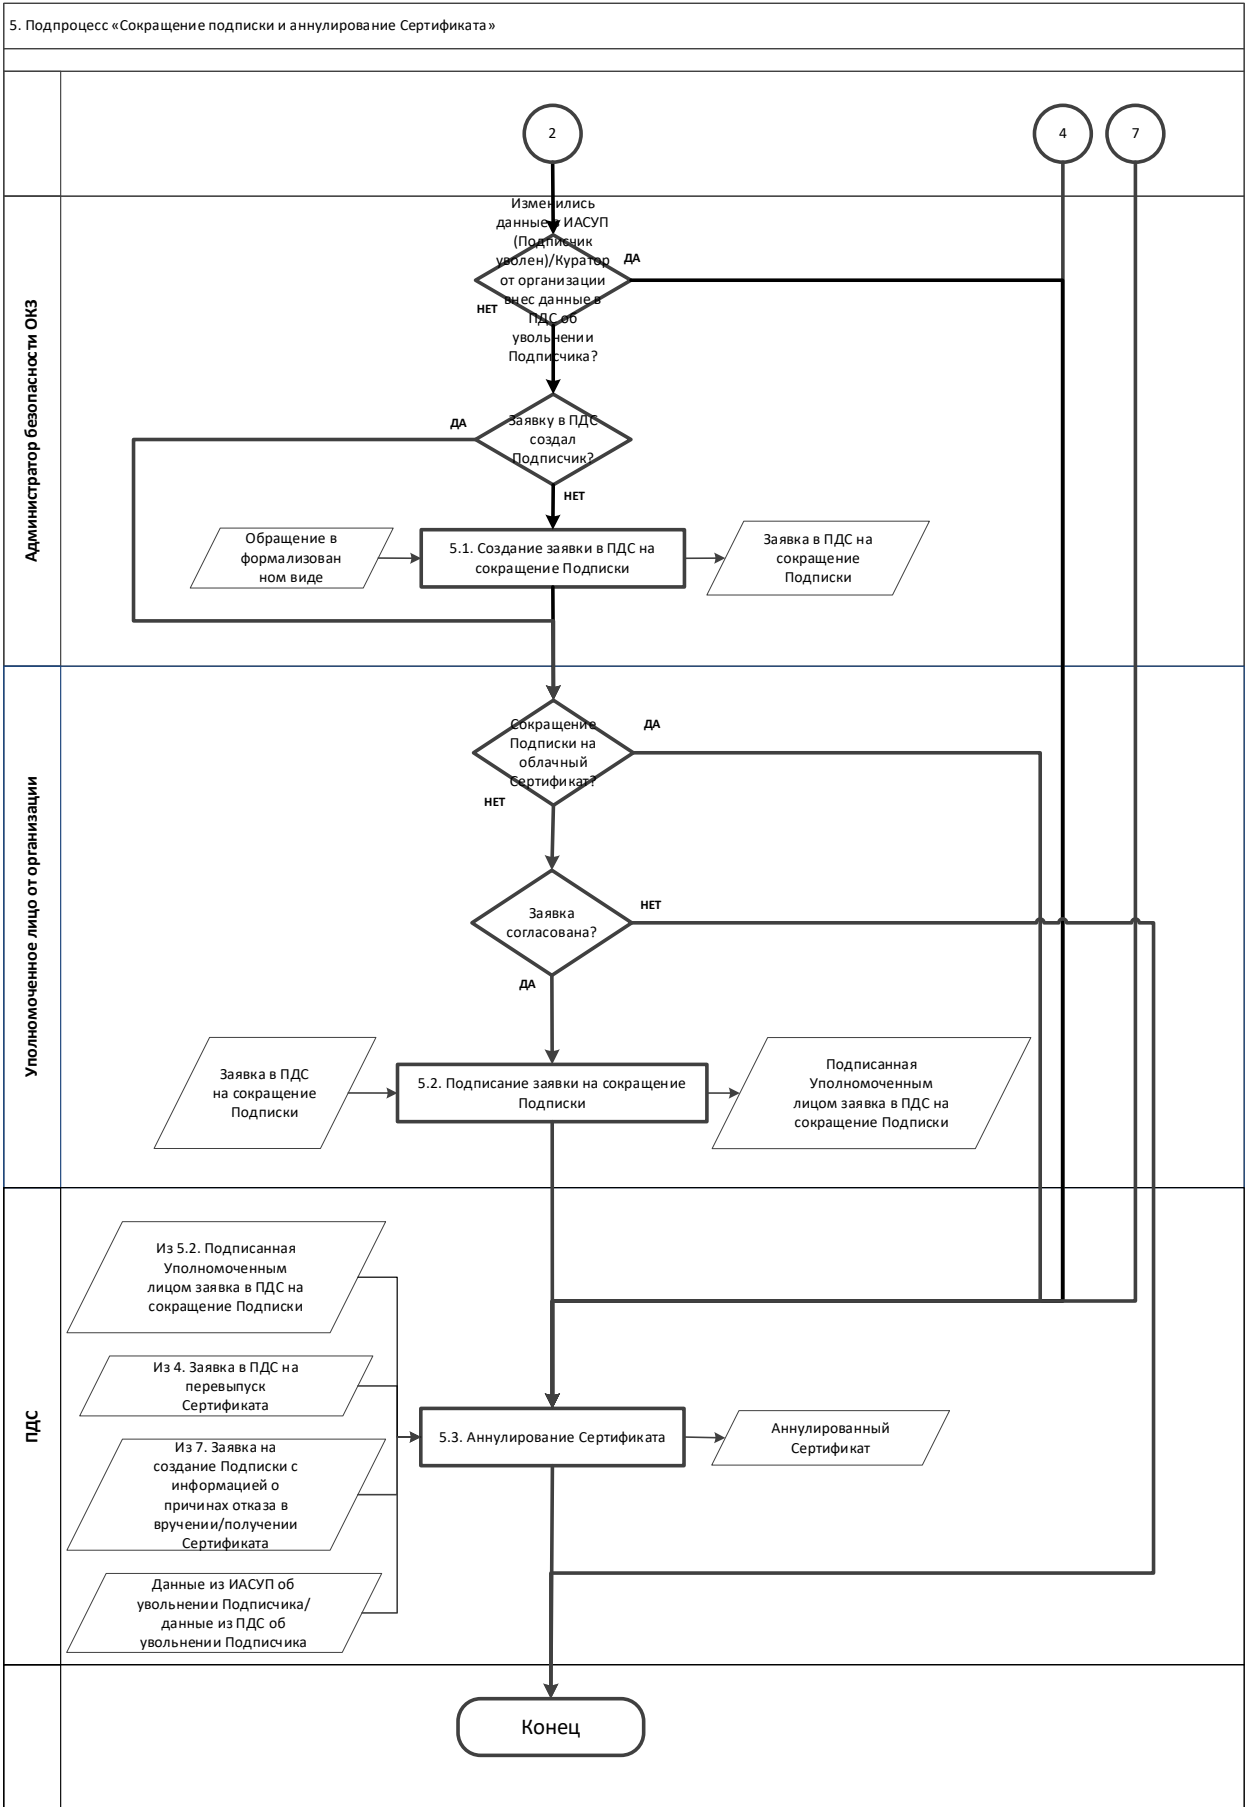 5. Подпроцесс «Сокращение подписки и аннулирование Сертификата»
2
4
7
Администратор безопасности ОКЗ
Изменились
данные в ИАСУП
(Подписчик
уволен)/Куратор
от организации
внес данные в
ПДС об
увольнении
Подписчика?
ДА
НЕТ
Заявку в ПДС
создал
Подписчик?
ДА
НЕТ
Обращение в
формализован
ном виде
5.1. Создание заявки в ПДС на
сокращение Подписки
Заявка в ПДС на
сокращение
Подписки
Уполномоченное лицо от организации
Сокращение
Подписки на
облачный
Сертификат?
ДА
НЕТ
Заявка
согласована?
НЕТ
ДА
Заявка в ПДС
на сокращение
Подписки
5.2. Подписание заявки на сокращение
Подписки
Подписанная
Уполномоченным
лицом заявка в ПДС на
сокращение Подписки
ПДС
Из 5.2. Подписанная
Уполномоченным
лицом заявка в ПДС на
сокращение Подписки
Из 4. Заявка в ПДС на
перевыпуск
Сертификата
Из 7. Заявка на
создание Подписки с
информацией о
причинах отказа в
вручении/получении
Сертификата
Данные из ИАСУП об
увольнении Подписчика/
данные из ПДС об
увольнении Подписчика
5.3. Аннулирование Сертификата
Аннулированный
Сертификат
Конец